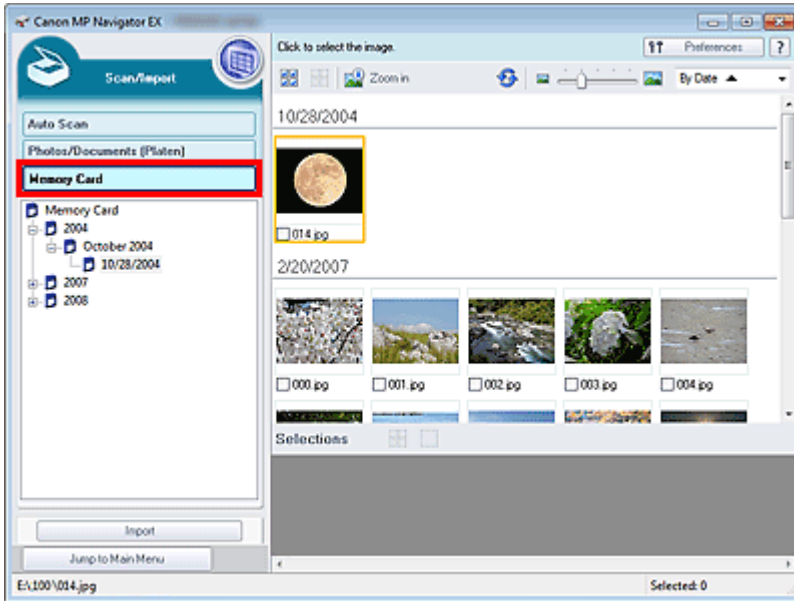 Canon MP Navigator EX
Scan/Import
Click to select the image.
Preferences
?
Zoom in
By Date
Auto Scan
Photos/Documents (Platen)
Memory Card
Memory Card
2004
October 2004
10/28/2004
2007
2008
10/28/2004
014.jpg
2/20/2007
000.jpg
001.jpg
002.jpg
003.jpg
004.jpg
Selections
Import
Jump to Main Menu
E:\100\014.jpg
Selected: 0